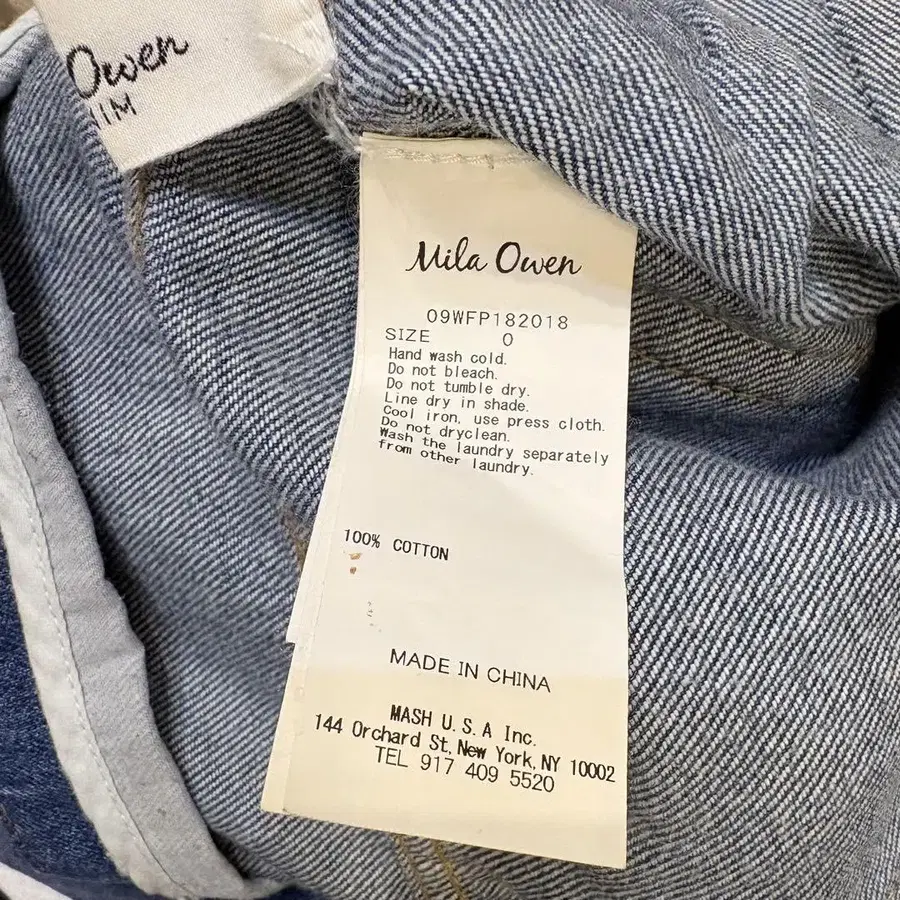 Owen
Mila Owen
09WFP182018
SIZE 0
Hand wash cold.
Do not bleach.
Do not tumble dry.
Line dry in shade.
Cool iron, use press cloth.
Do not dryclean.
Wash the laundry separately
from other laundry.
100% COTTON
MADE IN CHINA
MASH U.S.A Inc.
144 Orchard St, New York, NY 10002
TEL 917 409 5520